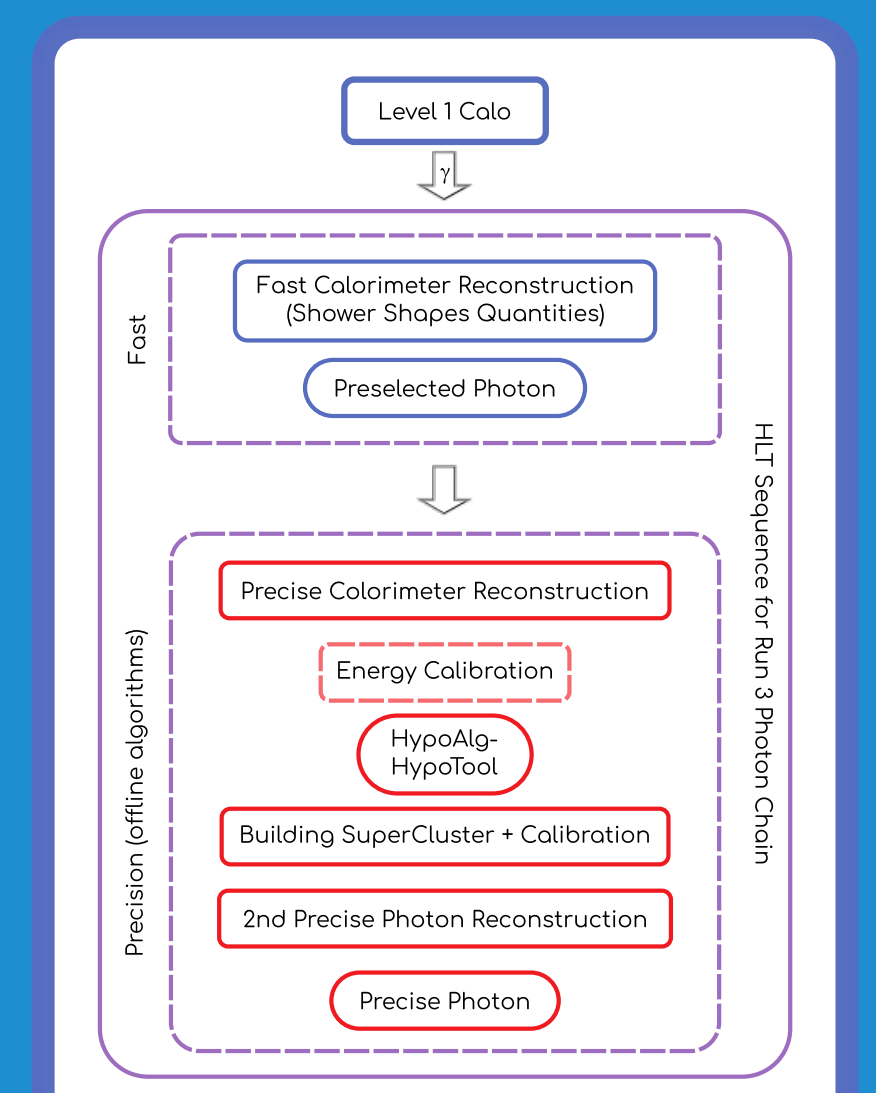 Level 1 Calo
γ
Fast
Fast Calorimeter Reconstruction
(Shower Shapes Quantities)
Preselected Photon
HLT Sequence for Run 3 Photon Chain
Precision (offline algorithms)
Precise Colorimeter Reconstruction
Energy Calibration
HypoAlg-
HypoTool
Building SuperCluster + Calibration
2nd Precise Photon Reconstruction
Precise Photon